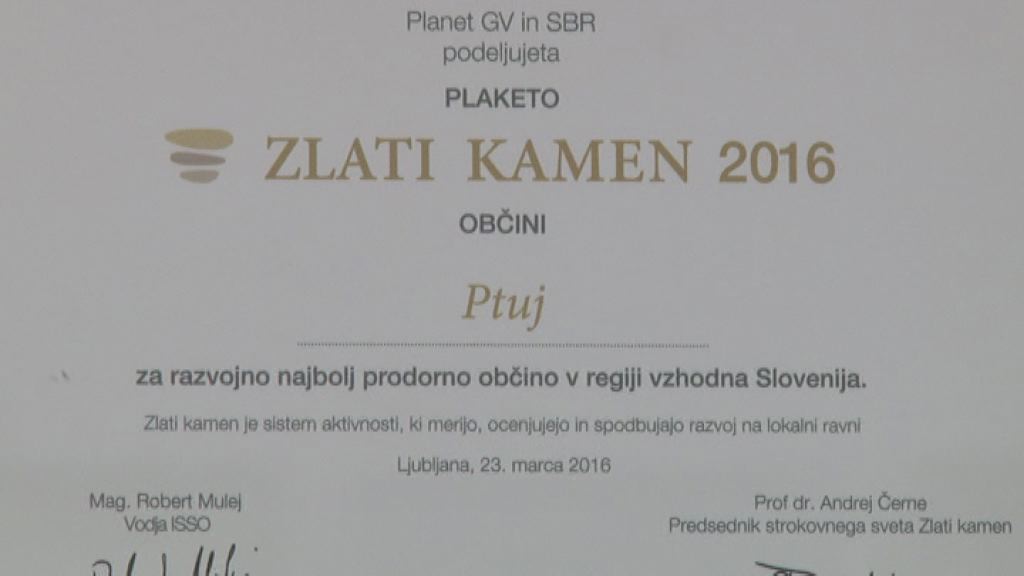 Planet GV in SBR
podeljujeta
PLAKETO
ZLATI KAMEN 2016
OBČINI
Ptuj
za razvojno najbolj prodorno občino v regiji vzhodna Slovenija.
Zlati kamen je sistem aktivnosti, ki merijo, ocenjujejo in spodbujajo razvoj na lokalni ravni
Ljubljana, 23. marca 2016
Mag. Robert Mulej
Vodja ISSO
Prof dr. Andrej Černe
Predsednik strokovnega sveta Zlati kamen